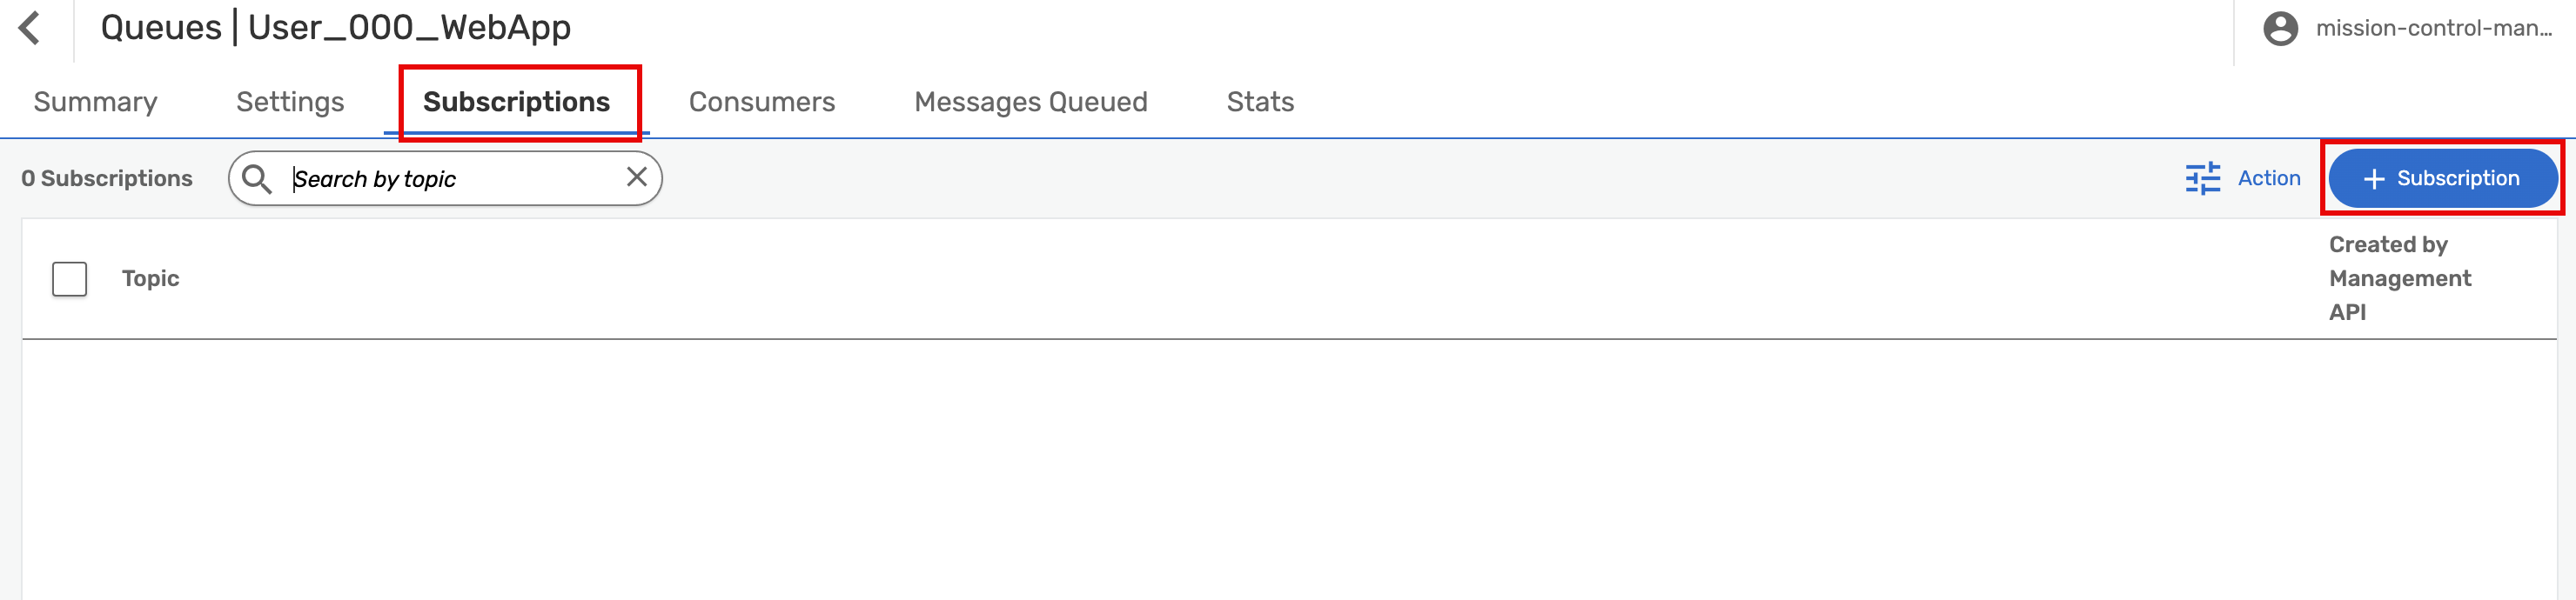 Queues | User_000_WebApp
mission-control-man...
Summary
Settings
Subscriptions
Consumers
Messages Queued
Stats
0 Subscriptions
Search by topic
Action
+ Subscription
Topic
Created by
Management
API